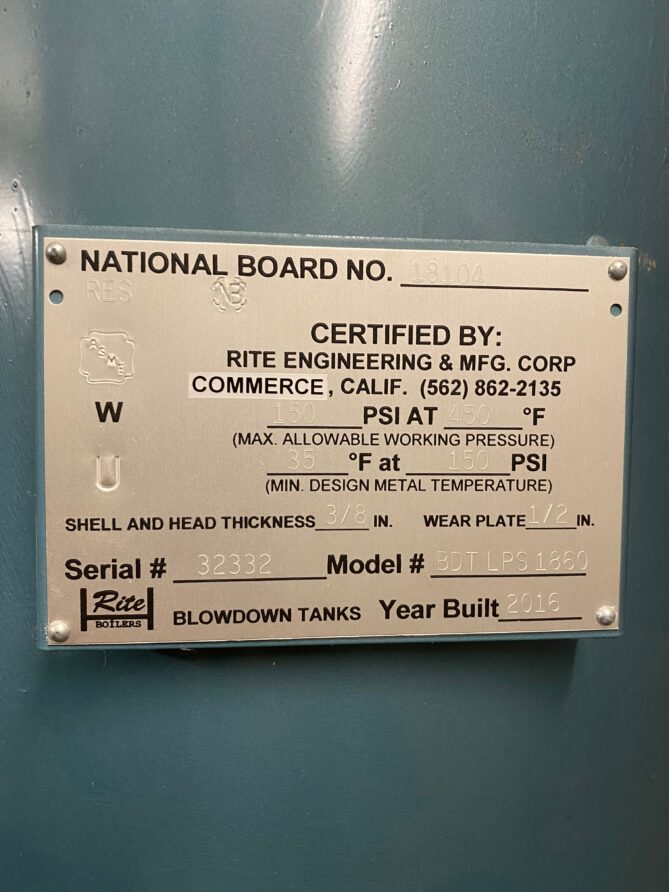 NATIONAL BOARD NO. 18104
RES NB
CERTIFIED BY:
RITE ENGINEERING & MFG. CORP
COMMERCE, CALIF. (562) 862-2135
ASME
W
150 PSI AT 450 °F
(MAX. ALLOWABLE WORKING PRESSURE)
U
35 °F at 150 PSI
(MIN. DESIGN METAL TEMPERATURE)
SHELL AND HEAD THICKNESS 3/8 IN. WEAR PLATE 1/2 IN.
Serial # 32332 Model # BDT LPS 1860
Rite
BOILERS
BLOWDOWN TANKS Year Built 2016